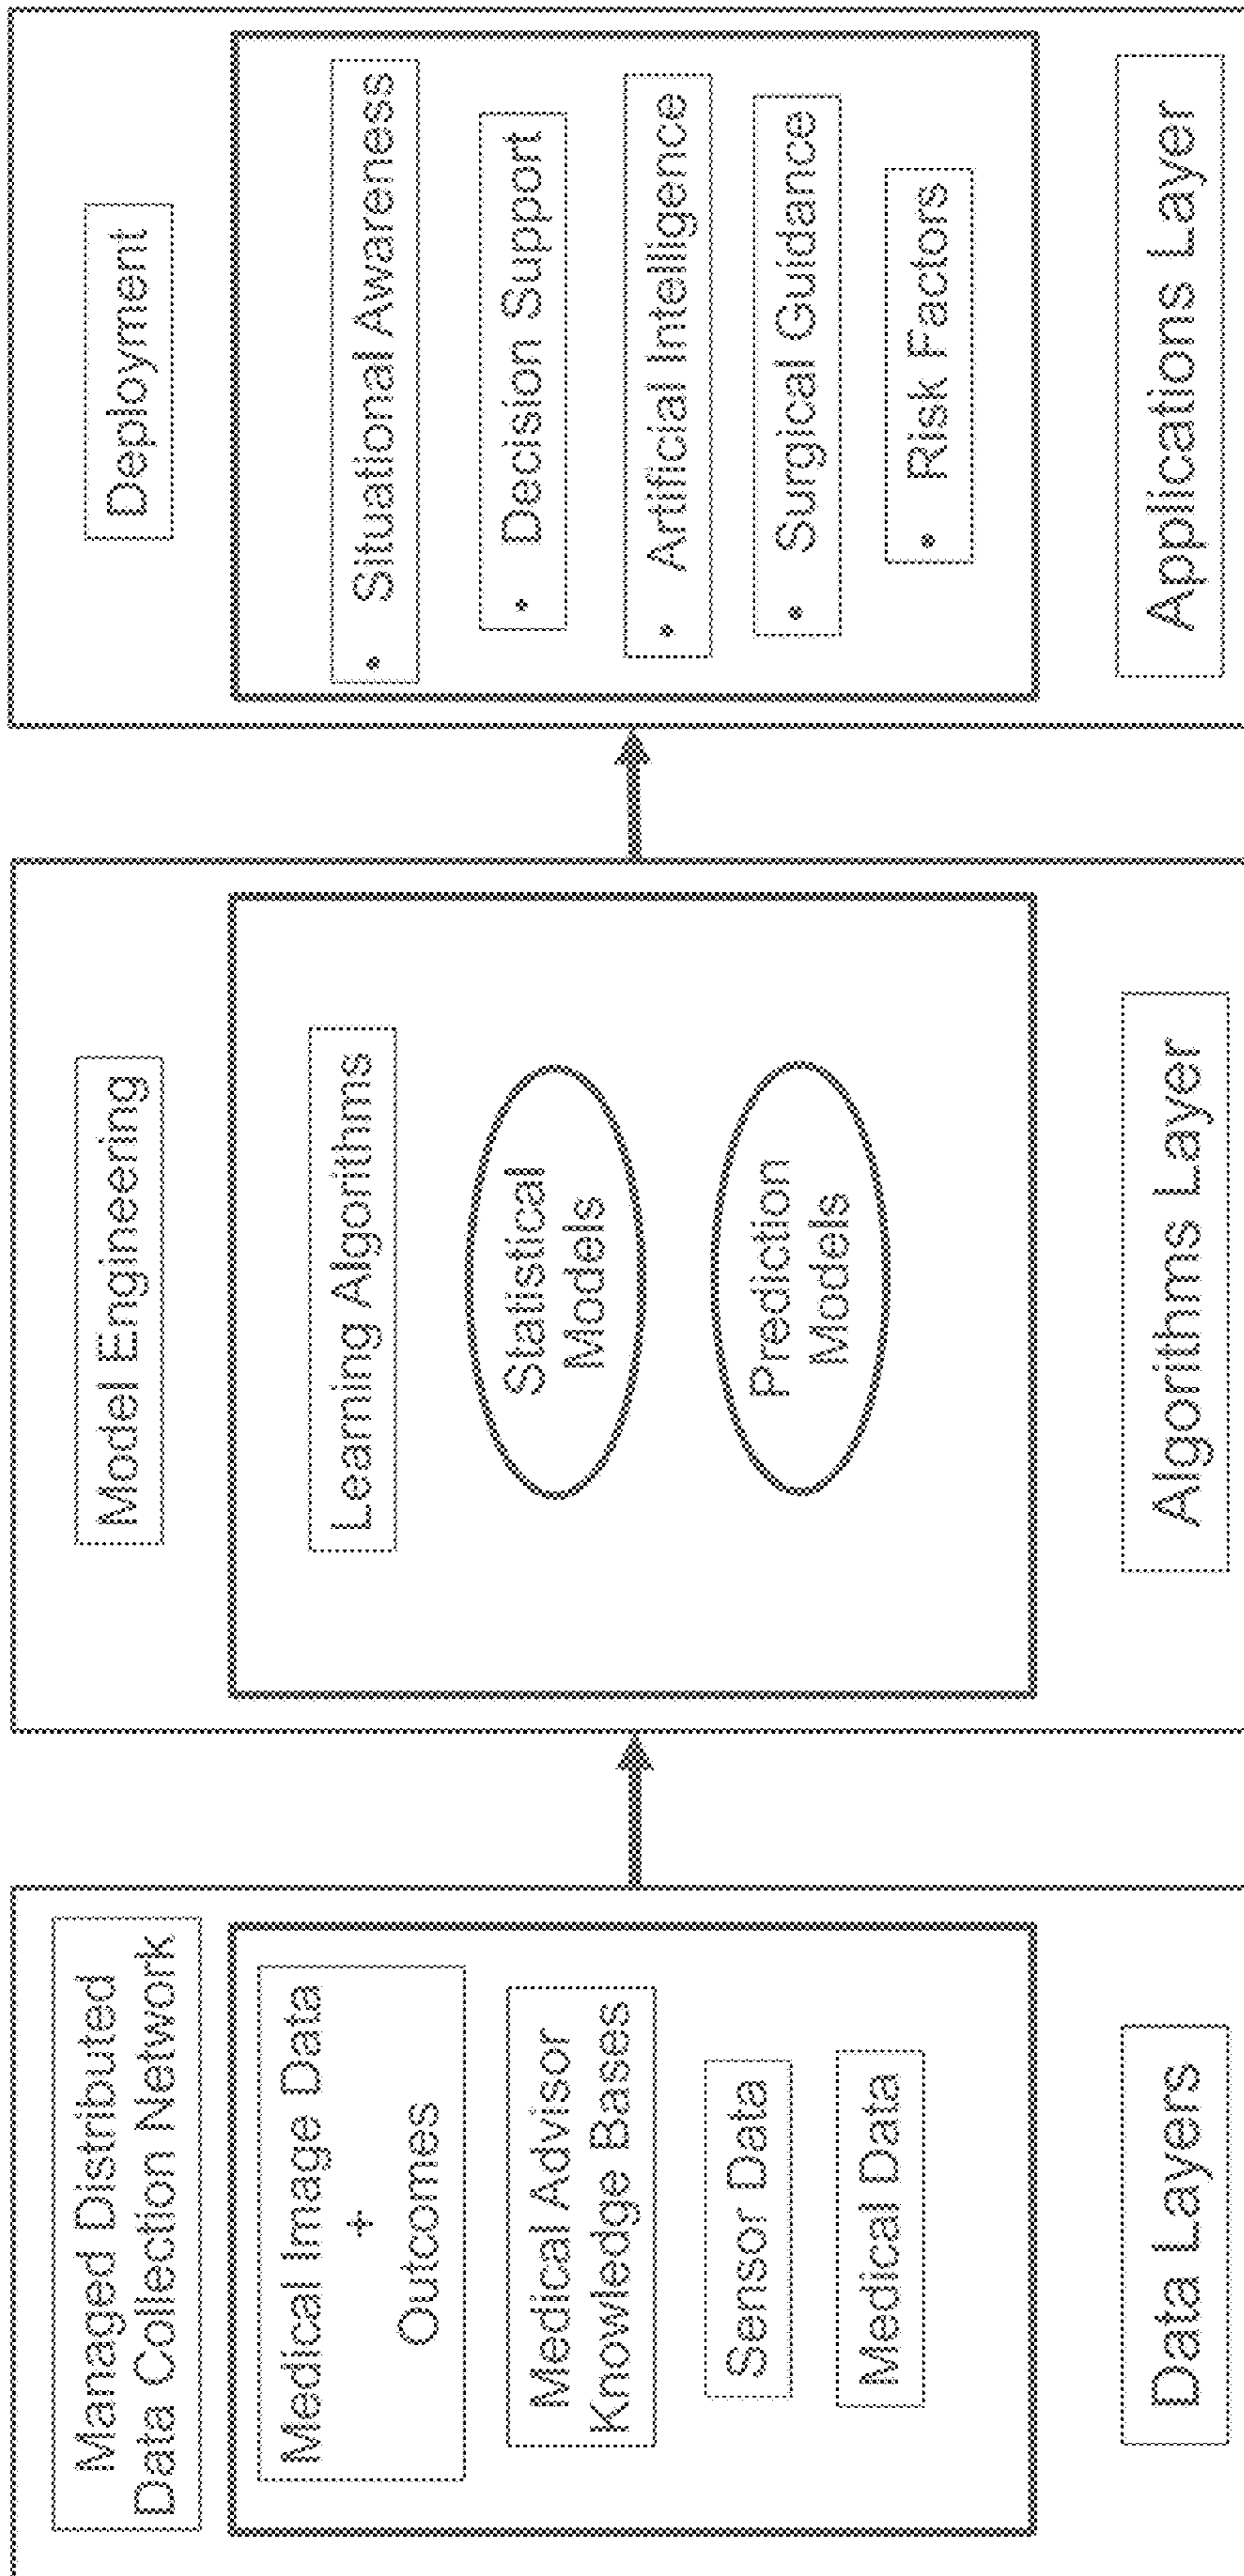 Managed Distributed
Data Collection Network
Medical Image Data
+
Outcomes
Medical Advisor
Knowledge Bases
Sensor Data
Medical Data
Data Layers
Model Engineering
Learning Algorithms
Statistical
Models
Prediction
Models
Algorithms Layer
Deployment
• Situational Awareness
• Decision Support
• Artificial Intelligence
• Surgical Guidance
• Risk Factors
Applications Layer